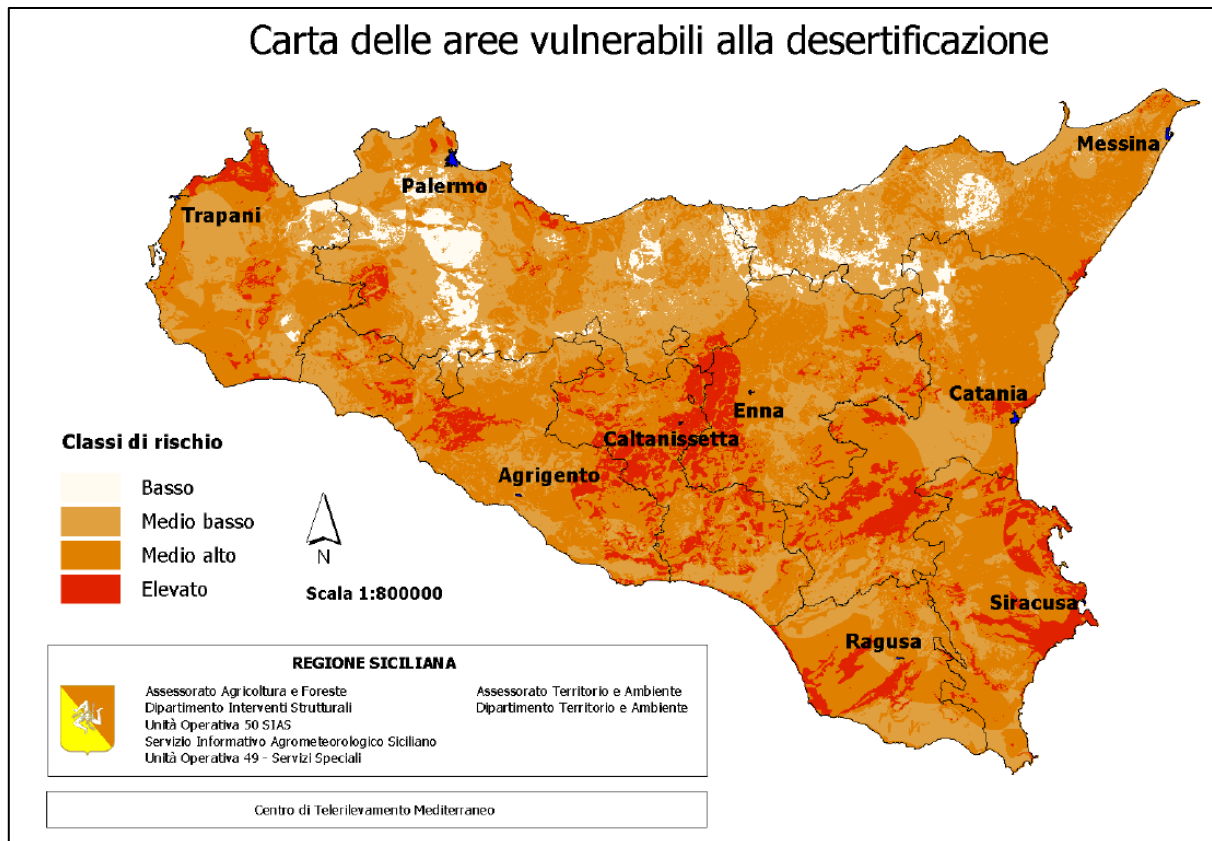 Carta delle aree vulnerabili alla desertificazione
Messina
Palermo
Trapani
Catania
Enna
Caltanissetta
Agrigento
Siracusa
Ragusa
Classi di rischio
Basso
Medio basso
Medio alto
Elevato
N
Scala 1:800000
REGIONE SICILIANA
Assessorato Agricoltura e Foreste
Dipartimento Interventi Strutturali
Unità Operativa 50 SIAS
Servizio Informativo Agrometeorologico Siciliano
Unità Operativa 49 - Servizi Speciali
Assessorato Territorio e Ambiente
Dipartimento Territorio e Ambiente
Centro di Telerilevamento Mediterraneo